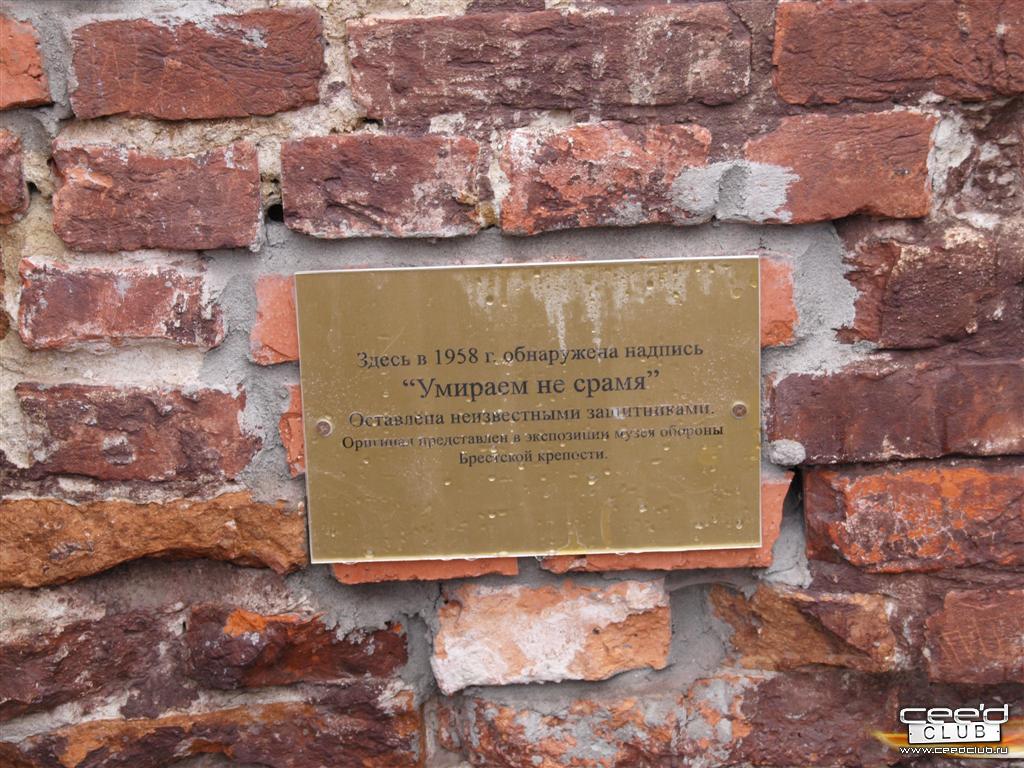 Здесь в 1958 г. обнаружена надпись
“Умираем не срамя”
Оставлена неизвестными защитниками.
Оригинал представлен в экспозиции музея обороны
Брестской крепости.
cee'd
CLUB
www.ceedclub.ru